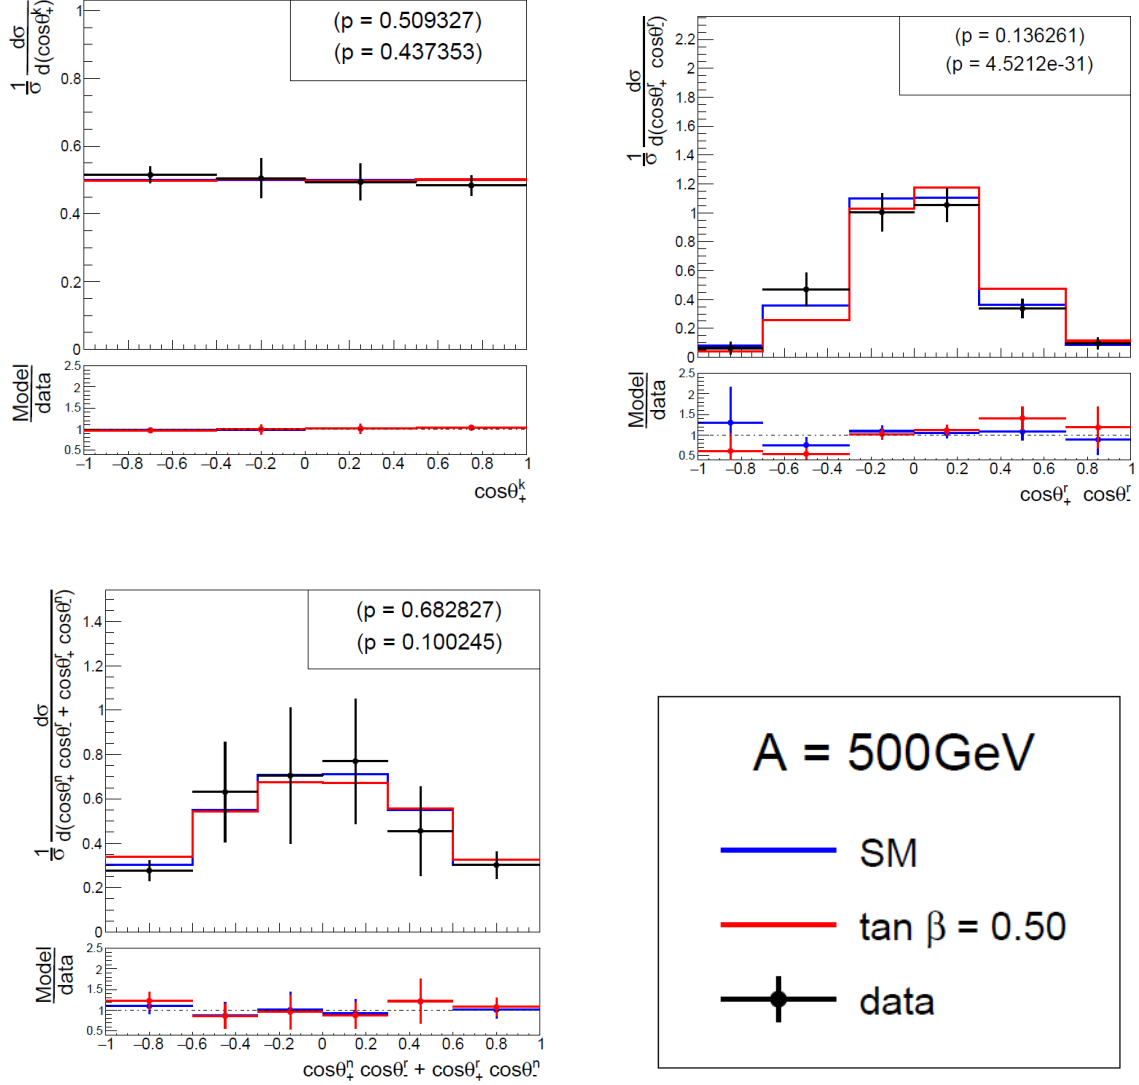 1/σ dσ/d(cosθ₊ᵏ)
(p = 0.509327)
(p = 0.437353)
1
0.8
0.6
0.4
0.2
0
Model/data
2.5
2
1.5
1
0.5
−1 −0.8 −0.6 −0.4 −0.2 0 0.2 0.4 0.6 0.8 1
cosθ₊ᵏ
1/σ dσ/d(cosθ₊ʳ cosθ₋ʳ)
(p = 0.136261)
(p = 4.5212e-31)
2.2
2
1.8
1.6
1.4
1.2
1
0.8
0.6
0.4
0.2
0
Model/data
2.5
2
1.5
1
0.5
−1 −0.8 −0.6 −0.4 −0.2 0 0.2 0.4 0.6 0.8 1
cosθ₊ʳ cosθ₋ʳ
1/σ dσ/d(cosθ₊ⁿ cosθ₋ʳ + cosθ₊ʳ cosθ₋ⁿ)
(p = 0.682827)
(p = 0.100245)
1.4
1.2
1
0.8
0.6
0.4
0.2
0
Model/data
2.5
2
1.5
1
0.5
−1 −0.8 −0.6 −0.4 −0.2 0 0.2 0.4 0.6 0.8 1
cosθ₊ⁿ cosθ₋ʳ + cosθ₊ʳ cosθ₋ⁿ
A = 500GeV
SM
tan β = 0.50
data